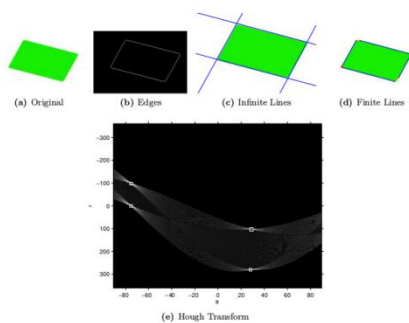 (a) Original
(b) Edges
(c) Infinite Lines
(d) Finite Lines
-300
-200
-100
0
100
200
300
r
-80 -60 -40 -20 0 20 40 60 80
θ
(e) Hough Transform